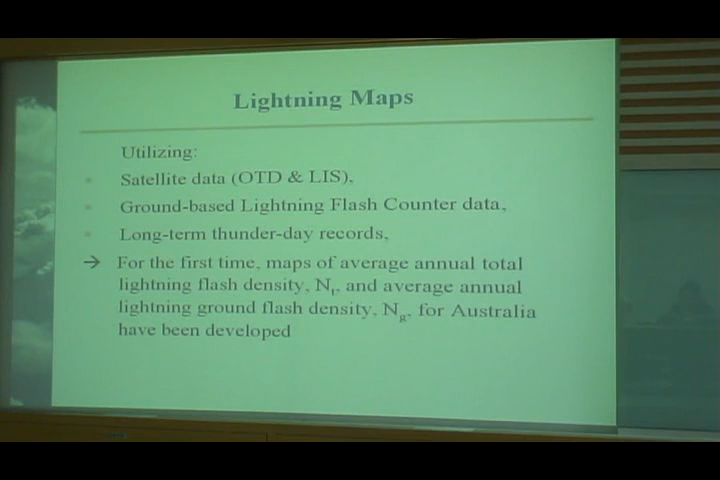 Lightning Maps
Utilizing:
Satellite data (OTD & LIS),
Ground-based Lightning Flash Counter data,
Long-term thunder-day records,
→ For the first time, maps of average annual total
lightning flash density, Nt, and average annual
lightning ground flash density, Ng, for Australia
have been developed